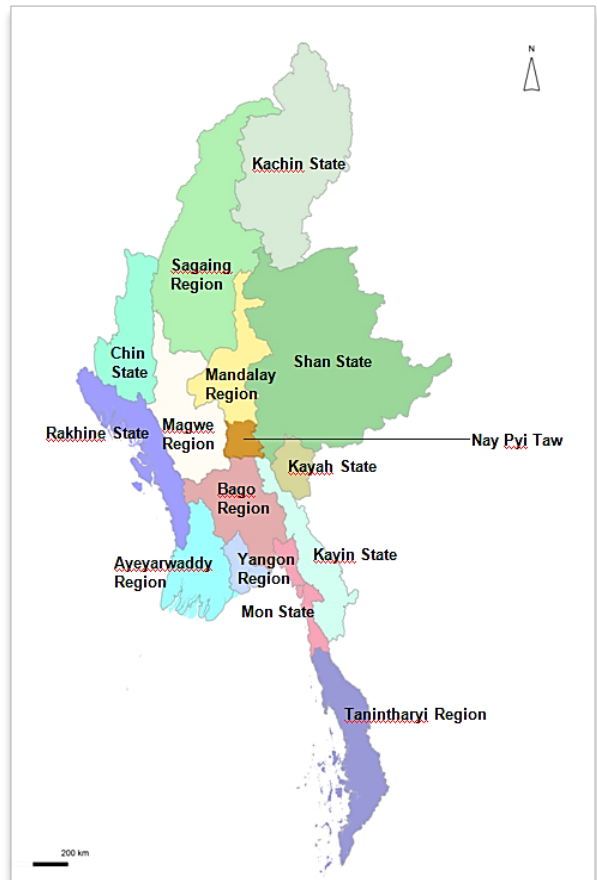 N
Kachin State
Sagaing
Region
Chin
State
Shan State
Mandalay
Region
Rakhine State
Magwe
Region
Nay Pyi Taw
Kayah State
Bago
Region
Ayeyarwaddy
Region
Yangon
Region
Kayin State
Mon State
Tanintharyi Region
200 km